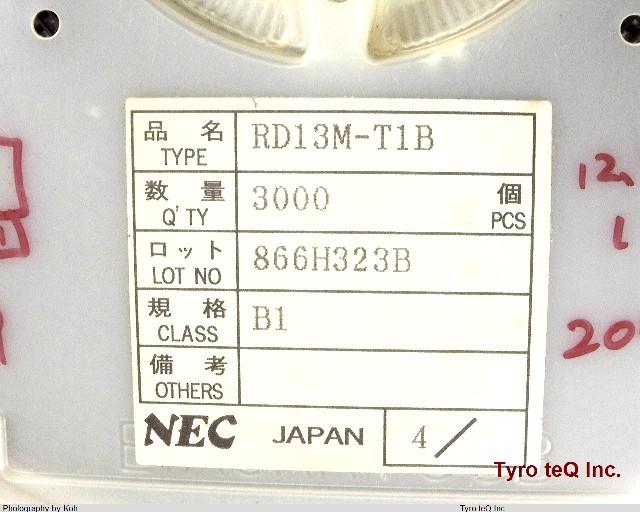 品名 RD13M-T1B
TYPE
数量 3000 個
Q'TY PCS
ロット 866H323B
LOT NO
規格 B1
CLASS
備考
OTHERS
NEC JAPAN 4/
12
1
20
Tyro teQ Inc.
Photography by Koh
Tyro teQ Inc